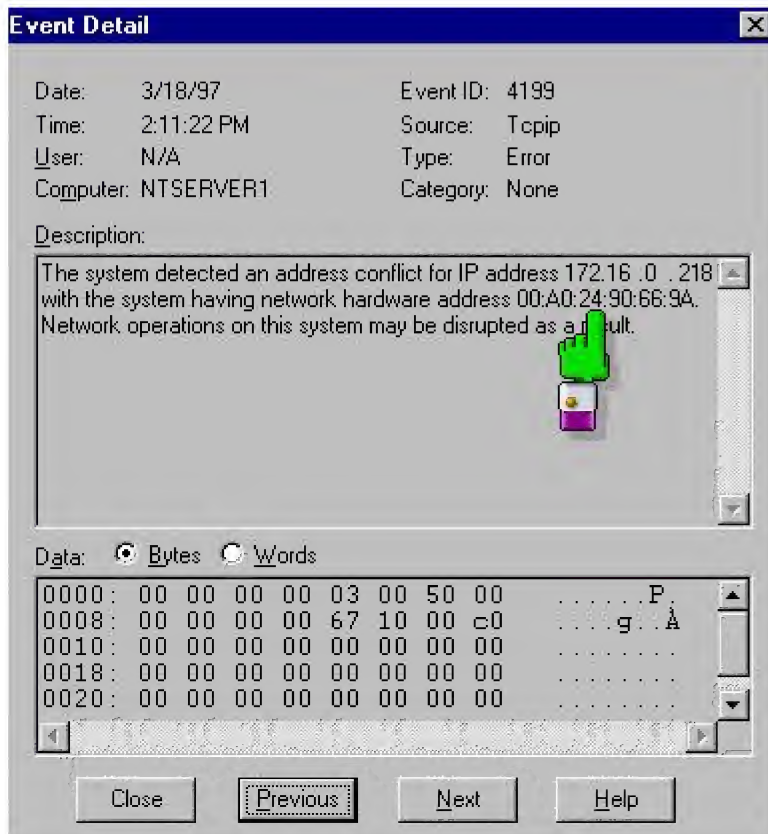 Event Detail
Date: 3/18/97 Event ID: 4199
Time: 2:11:22 PM Source: Tcpip
User: N/A Type: Error
Computer: NTSERVER1 Category: None
Description:
The system detected an address conflict for IP address 172.16 .0 . 218
with the system having network hardware address 00:A0:24:90:66:9A.
Network operations on this system may be disrupted as a
Data: Bytes Words
0000: 00 00 00 00 03 00 50 00 ......P.
0008: 00 00 00 00 67 10 00 c0 ....g..À
0010: 00 00 00 00 00 00 00 00 ........
0018: 00 00 00 00 00 00 00 00 ........
0020: 00 00 00 00 00 00 00 00 ........
Close Previous Next Help